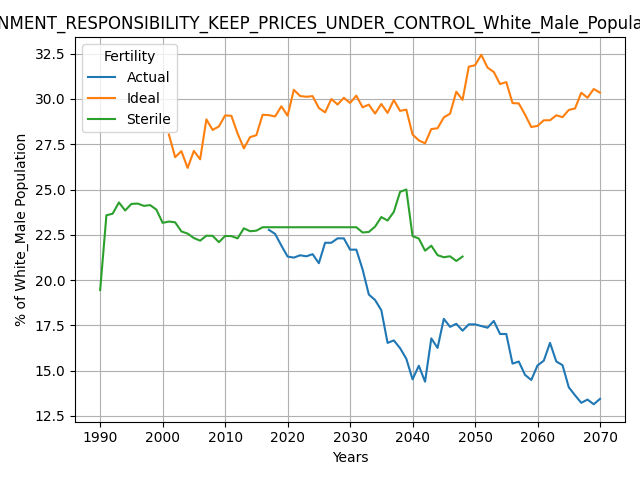 NMENT_RESPONSIBILITY_KEEP_PRICES_UNDER_CONTROL_White_Male_Popula
Fertility
Actual
Ideal
Sterile
32.5
30.0
27.5
25.0
22.5
20.0
17.5
15.0
12.5
% of White_Male Population
1990 2000 2010 2020 2030 2040 2050 2060 2070
Years